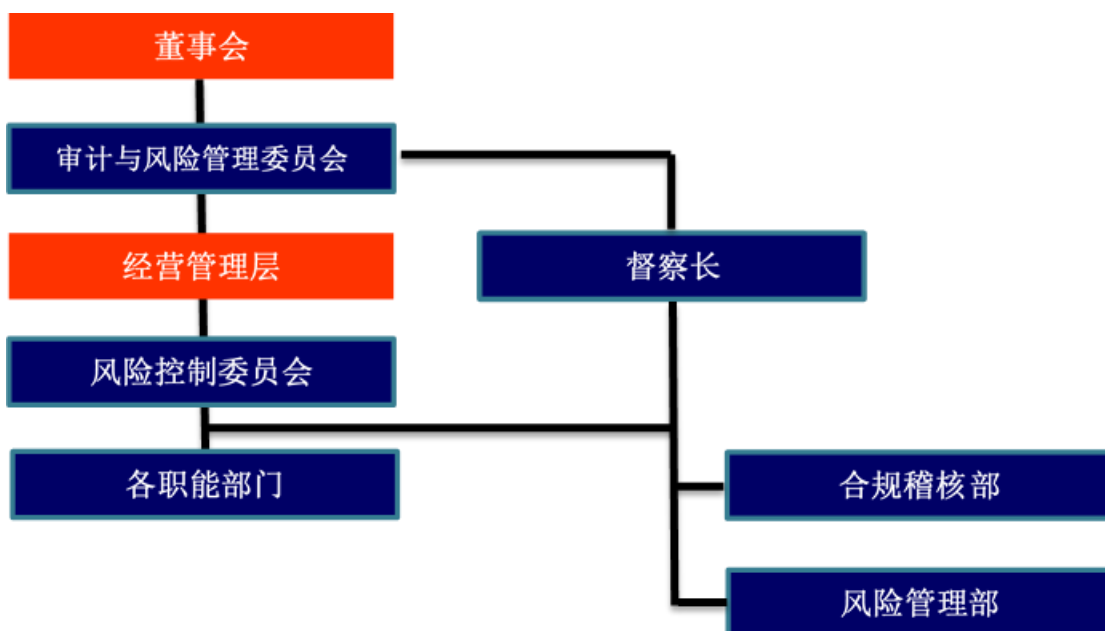 董事会
审计与风险管理委员会
经营管理层
督察长
风险控制委员会
各职能部门
合规稽核部
风险管理部